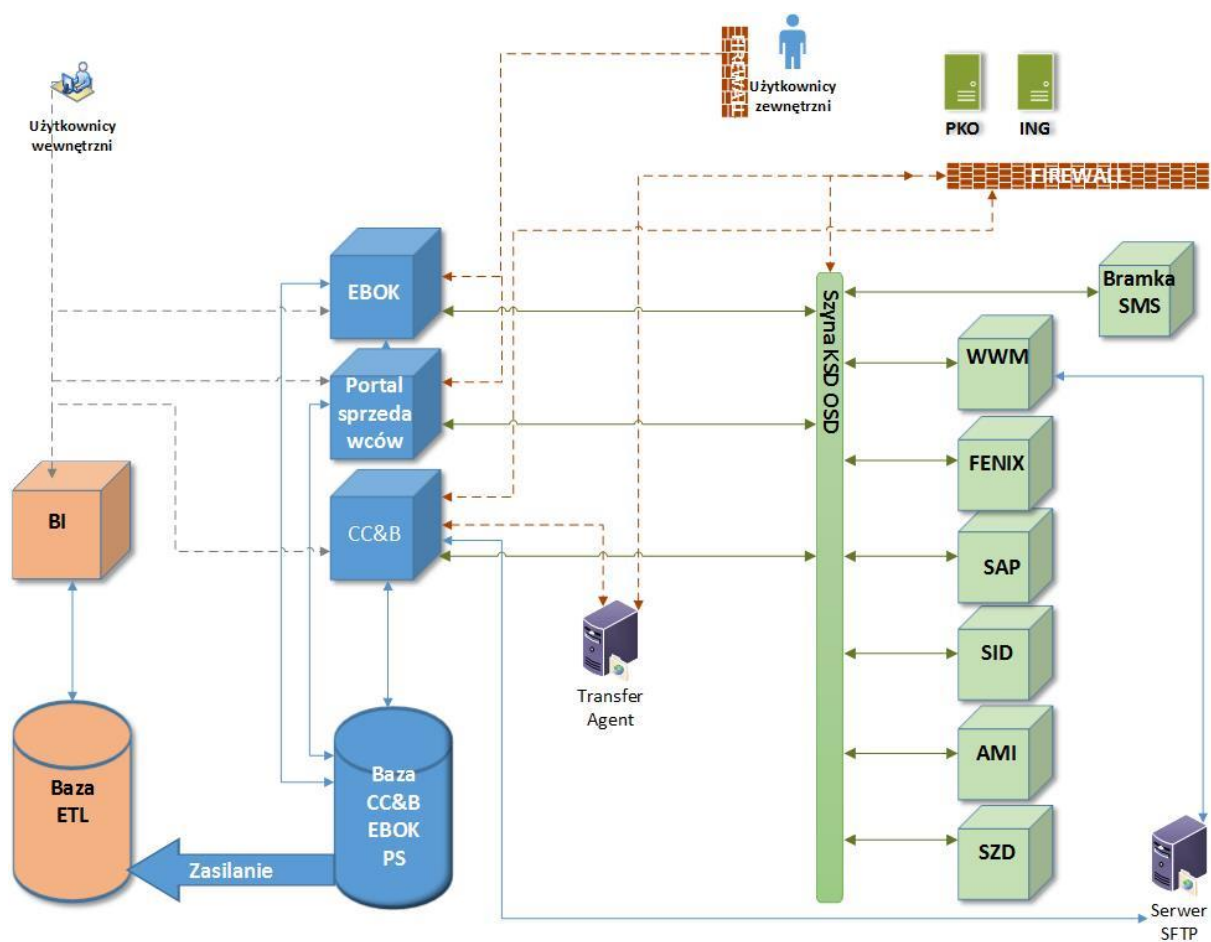 FIREWALL
Użytkownicy
zewnętrzni
PKO
ING
FIREWALL
Użytkownicy
wewnętrzni
EBOK
Portal
sprzeda
wców
CC&B
BI
Szyna KSD OSD
Bramka
SMS
WWM
FENIX
SAP
SID
AMI
SZD
Transfer
Agent
Baza
ETL
Zasilanie
Baza
CC&B
EBOK
PS
Serwer
SFTP